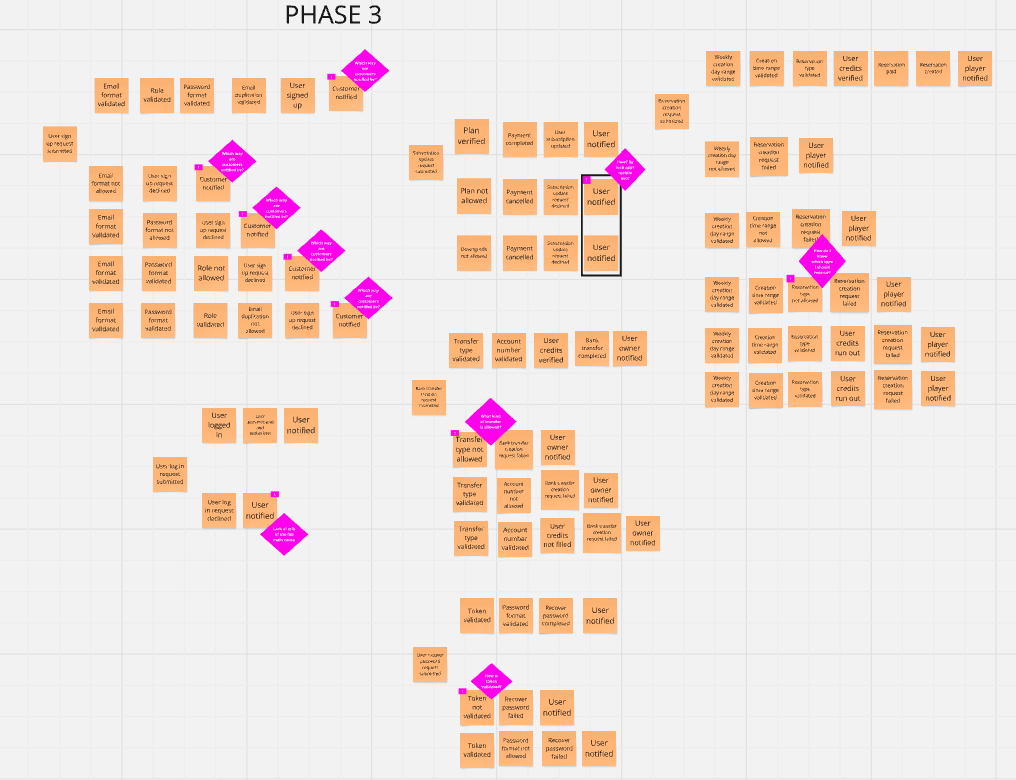 PHASE 3
Email format validated
Role validated
Password format validated
Email duplication validated
User signed up
Customer notified
Which way are customers notified by?
User sign up request submitted
Email format not allowed
User sign up request declined
Customer notified
Which way are customers notified by?
Email format validated
Password format not allowed
User sign up request declined
Customer notified
Which way are customers notified by?
Email format validated
Password format validated
Role not allowed
User sign up request declined
Customer notified
Which way are customers notified by?
Email format validated
Password format validated
Role validated
Email duplication not allowed
User sign up request declined
Customer notified
Which way are customers notified by?
User logged in
User notified
User log in request submitted
User log in request declined
User notified
Plan verified
Payment completed
User subscription updated
User notified
Subscription update request submitted
Plan not allowed
Payment cancelled
Subscription update request declined
User notified
Downgrade not allowed
Payment cancelled
Subscription update request declined
User notified
Transfer type validated
Account number validated
User credits verified
Bank transfer completed
User owner notified
Bank transfer creation request submitted
What kind of transfer is allowed?
Transfer type not allowed
Bank transfer creation request failed
User owner notified
Transfer type validated
Account number not allowed
Bank transfer creation request failed
User owner notified
Transfer type validated
Account number validated
User credits not filled
Bank transfer creation request failed
User owner notified
Token validated
Password format validated
Recover password completed
User notified
User recover password request submitted
How is token validated?
Token not validated
Recover password failed
User notified
Token validated
Password format not allowed
Recover password failed
User notified
Weekly creation day range validated
Creation time range validated
Reservation type validated
User credits verified
Reservation paid
Reservation created
User player notified
Reservation creation request submitted
Weekly creation day range not allowed
Reservation creation request failed
User player notified
Weekly creation day range validated
Creation time range not allowed
Reservation creation request failed
User player notified
Weekly creation day range validated
Creation time range validated
Reservation type not allowed
Reservation creation request failed
User player notified
Weekly creation day range validated
Creation time range validated
Reservation type validated
User credits run out
Reservation creation request failed
User player notified
Weekly creation day range validated
Creation time range validated
Reservation type validated
User credits run out
Reservation creation request failed
User player notified